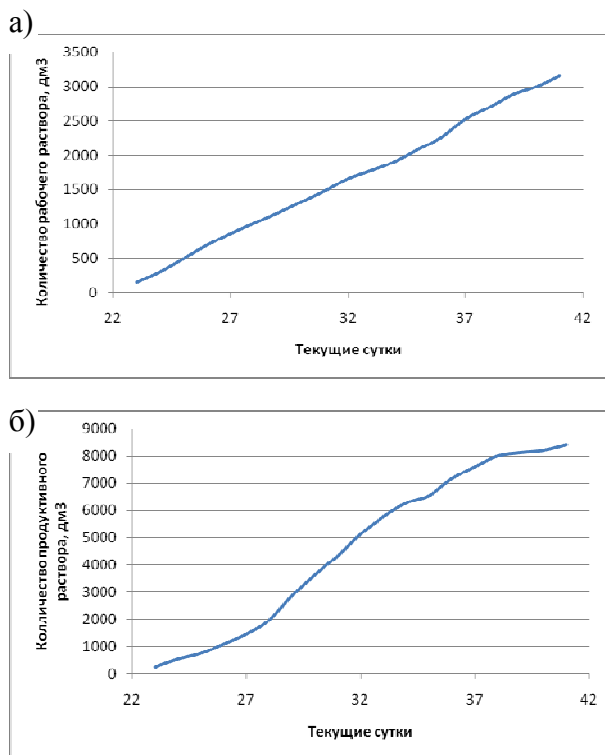 а)
Количество рабочего раствора, дм3
3500
3000
2500
2000
1500
1000
500
0
22 27 32 37 42
Текущие сутки
б)
Колличество продуктивного
раствора, дм3
9000
8000
7000
6000
5000
4000
3000
2000
1000
0
22 27 32 37 42
Текущие сутки